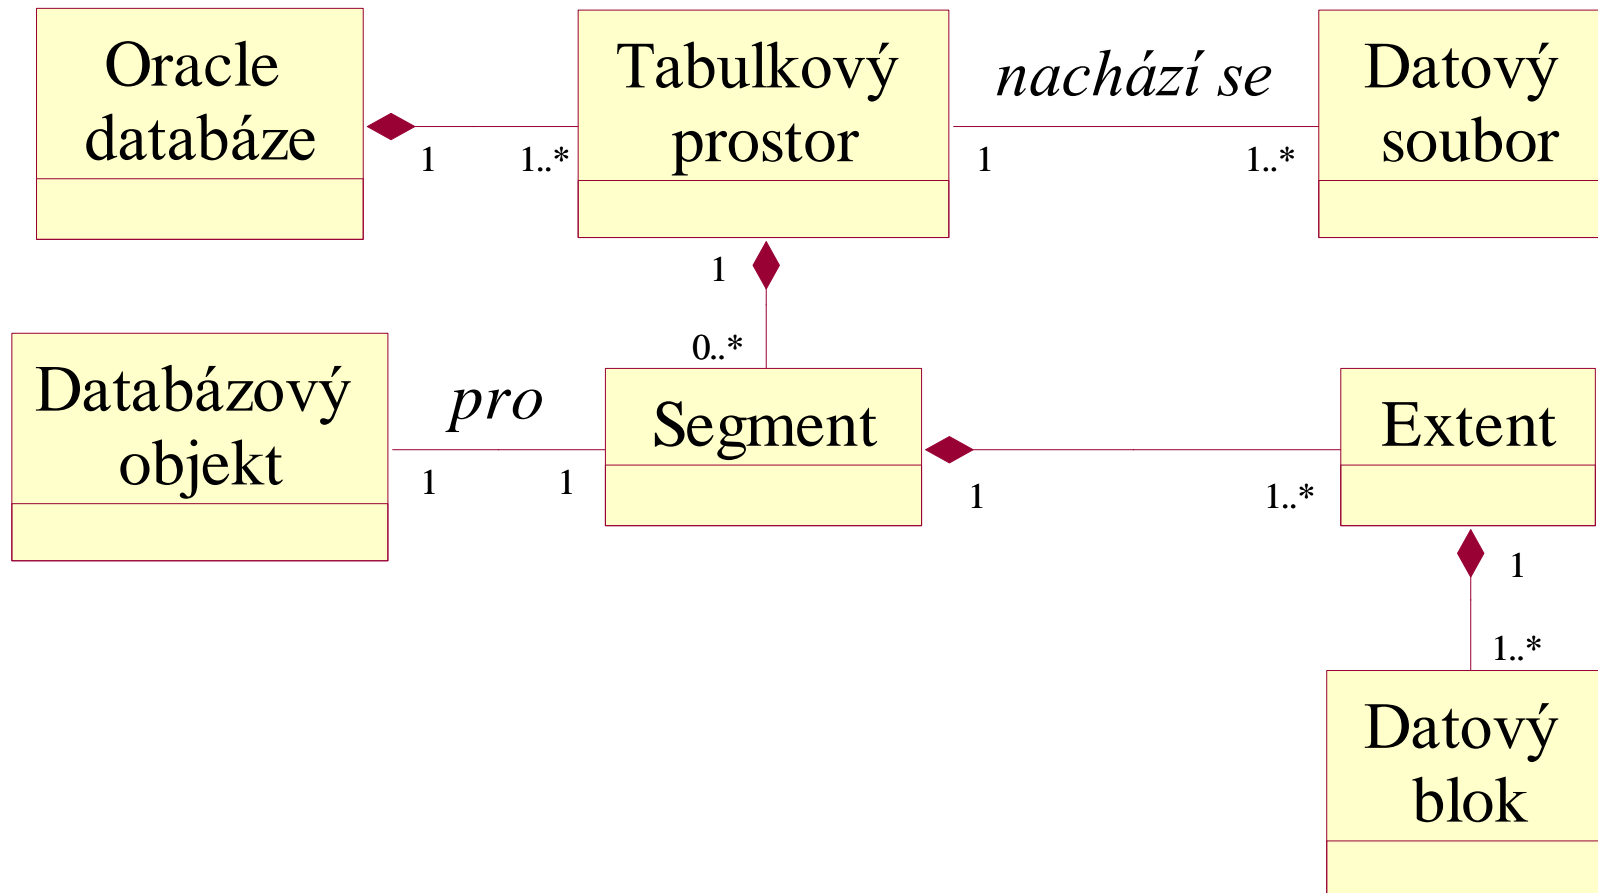 Oracle
databáze
1
1..*
Tabulkový
prostor
nachází se
1
1..*
Datový
soubor
1
0..*
Databázový
objekt
pro
1
1
Segment
1
1..*
Extent
1
1..*
Datový
blok